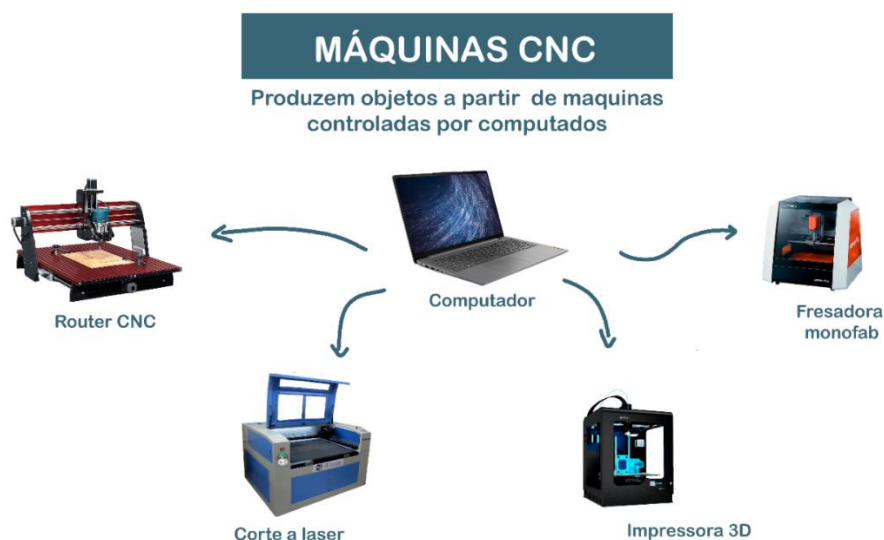 MÁQUINAS CNC
Produzem objetos a partir de maquinas
controladas por computados
Computador
Router CNC
Fresadora
monofab
Corte a laser
Impressora 3D